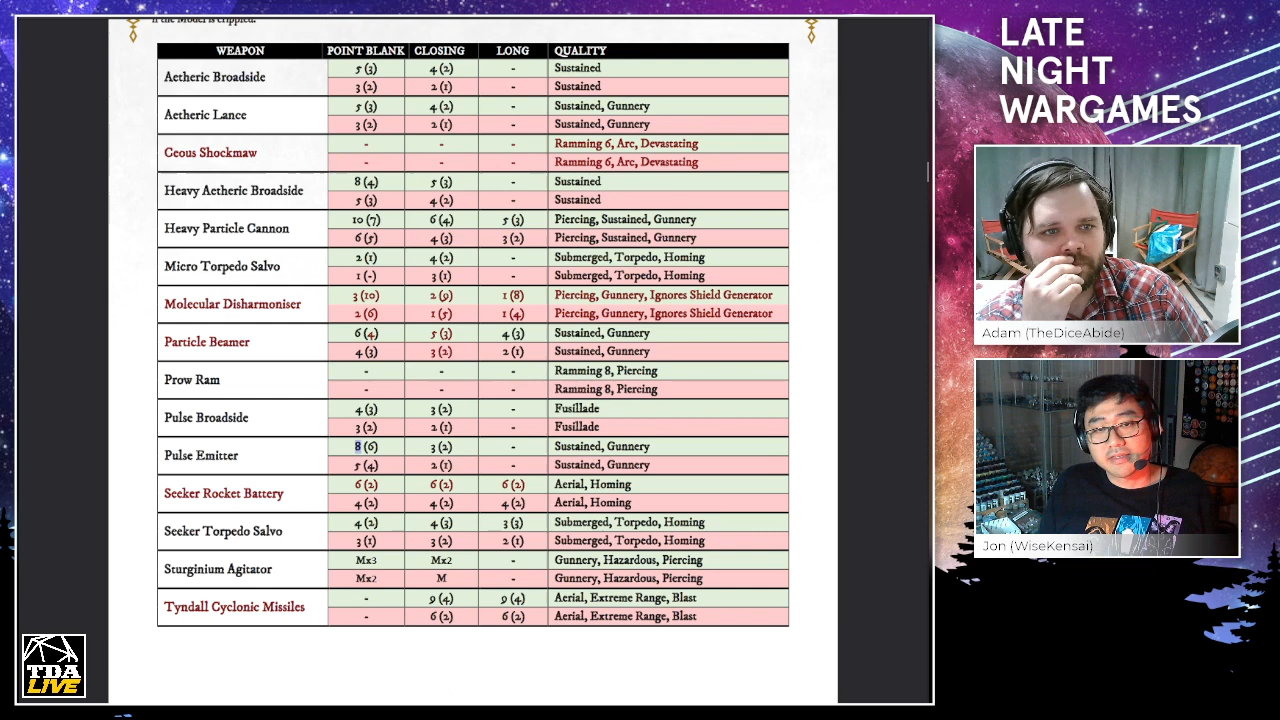 if the Model is crippled.
WEAPON POINT BLANK CLOSING LONG QUALITY
Aetheric Broadside
5 (3) 4 (2) - Sustained
3 (2) 2 (1) - Sustained
Aetheric Lance
5 (3) 4 (2) - Sustained, Gunnery
3 (2) 2 (1) - Sustained, Gunnery
Ceous Shockmaw
- - - Ramming 6, Arc, Devastating
- - - Ramming 6, Arc, Devastating
Heavy Aetheric Broadside
8 (4) 5 (3) - Sustained
5 (3) 4 (2) - Sustained
Heavy Particle Cannon
10 (7) 6 (4) 5 (3) Piercing, Sustained, Gunnery
6 (5) 4 (3) 3 (2) Piercing, Sustained, Gunnery
Micro Torpedo Salvo
2 (1) 4 (2) - Submerged, Torpedo, Homing
1 (-) 3 (1) - Submerged, Torpedo, Homing
Molecular Disharmoniser
3 (10) 2 (9) 1 (8) Piercing, Gunnery, Ignores Shield Generator
2 (6) 1 (5) 1 (4) Piercing, Gunnery, Ignores Shield Generator
Particle Beamer
6 (4) 5 (3) 4 (3) Sustained, Gunnery
4 (3) 3 (2) 2 (1) Sustained, Gunnery
Prow Ram
- - - Ramming 8, Piercing
- - - Ramming 8, Piercing
Pulse Broadside
4 (3) 3 (2) - Fusillade
3 (2) 2 (1) - Fusillade
Pulse Emitter
8 (6) 3 (2) - Sustained, Gunnery
5 (4) 2 (1) - Sustained, Gunnery
Seeker Rocket Battery
6 (2) 6 (2) 6 (2) Aerial, Homing
4 (2) 4 (2) 4 (2) Aerial, Homing
Seeker Torpedo Salvo
4 (2) 4 (3) 3 (3) Submerged, Torpedo, Homing
3 (1) 3 (2) 2 (1) Submerged, Torpedo, Homing
Sturginium Agitator
Mx3 Mx2 - Gunnery, Hazardous, Piercing
Mx2 M - Gunnery, Hazardous, Piercing
Tyndall Cyclonic Missiles
- 9 (4) 9 (4) Aerial, Extreme Range, Blast
- 6 (2) 6 (2) Aerial, Extreme Range, Blast
LATE
NIGHT
WARGAMES
Adam (TheDiceAbide)
Jon (WiseKensai)
TDA
LIVE